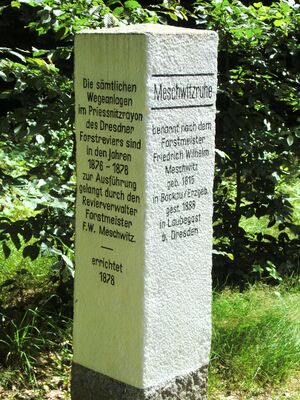 Die sämtlichen
Wegeanlagen
im Priessnitzrayon
des Dresdner
Forstreviers sind
in den Jahren
1876 - 1878
zur Ausführung
gelangt durch den
Revierverwalter
Forstmeister
F.W. Meschwitz.
errichtet
1878
Meschwitzruhe
benannt nach dem
Forstmeister
Friedrich Wilhelm
Meschwitz
geb. 1815
in Bockau/Erzgeb.
gest. 1888
in Laubegast
b. Dresden